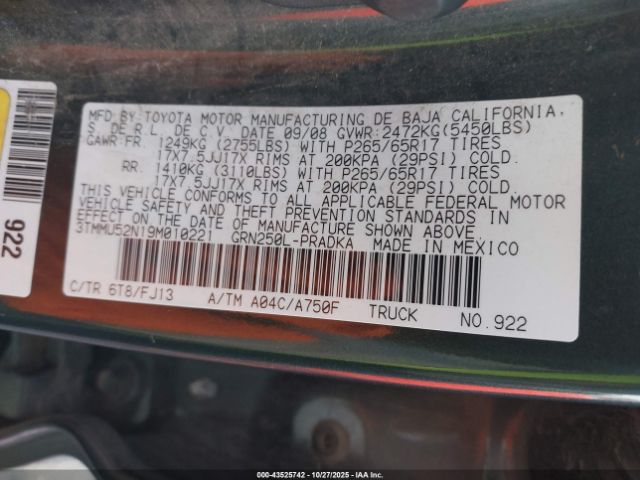 MFD BY TOYOTA MOTOR MANUFACTURING DE BAJA CALIFORNIA,
S. DE R.L. DE C.V. DATE 09/08 GVWR:2472KG(5450LBS)
GAWR:FR. 1249KG (2755LBS) WITH P265/65R17 TIRES
17X7.5JJ17X RIMS AT 200KPA (29PSI) COLD.
RR. 1410KG (3110LBS) WITH P265/65R17 TIRES
17X7.5JJ17X RIMS AT 200KPA (29PSI) COLD.
THIS VEHICLE CONFORMS TO ALL APPLICABLE FEDERAL MOTOR
VEHICLE SAFETY AND THEFT PREVENTION STANDARDS IN
EFFECT ON THE DATE OF MANUFACTURE SHOWN ABOVE.
3TMMU52N19M010221 GRN250L-PRADKA MADE IN MEXICO
C/TR 6T8/FJ13 A/TM A04C/A750F TRUCK NO.922
922
# 00-43525742 | 10/27/2025 | © COPYRIGHT IAA, LLC